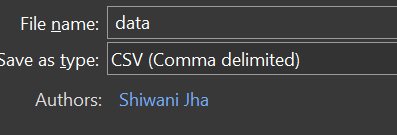 File name: data
Save as type: CSV (Comma delimited)
Authors: Shiwani Jha